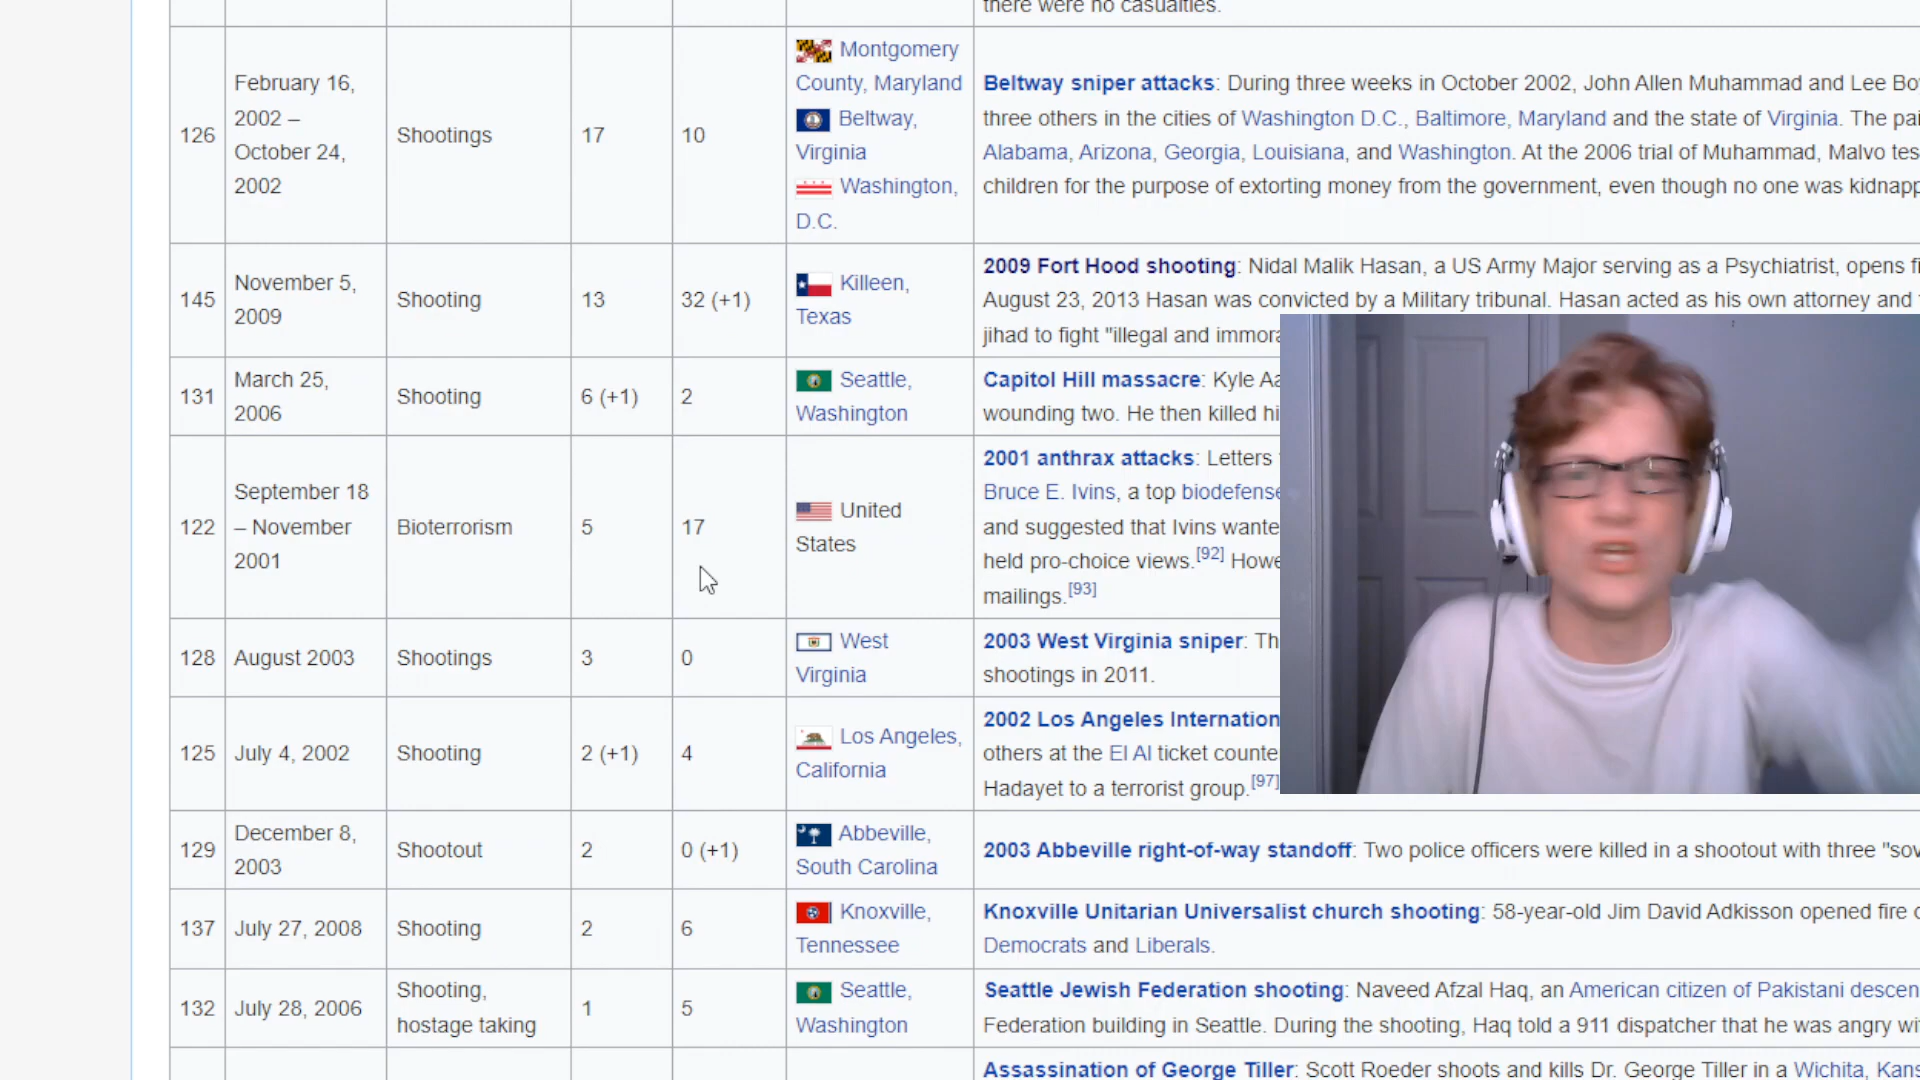 there were no casualties.
126
February 16,
2002 –
October 24,
2002
Shootings
17
10
Montgomery
County, Maryland
Beltway,
Virginia
Washington,
D.C.
Beltway sniper attacks: During three weeks in October 2002, John Allen Muhammad and Lee Bo
three others in the cities of Washington D.C., Baltimore, Maryland and the state of Virginia. The pai
Alabama, Arizona, Georgia, Louisiana, and Washington. At the 2006 trial of Muhammad, Malvo tes
children for the purpose of extorting money from the government, even though no one was kidnapp
145
November 5,
2009
Shooting
13
32 (+1)
Killeen,
Texas
2009 Fort Hood shooting: Nidal Malik Hasan, a US Army Major serving as a Psychiatrist, opens fi
August 23, 2013 Hasan was convicted by a Military tribunal. Hasan acted as his own attorney and
jihad to fight "illegal and immora
131
March 25,
2006
Shooting
6 (+1)
2
Seattle,
Washington
Capitol Hill massacre: Kyle Aa
wounding two. He then killed hi
122
September 18
– November
2001
Bioterrorism
5
17
United
States
2001 anthrax attacks: Letters
Bruce E. Ivins, a top biodefense
and suggested that Ivins wante
held pro-choice views.[92] Howe
mailings.[93]
128
August 2003
Shootings
3
0
West
Virginia
2003 West Virginia sniper: Th
shootings in 2011.
125
July 4, 2002
Shooting
2 (+1)
4
Los Angeles,
California
2002 Los Angeles Internation
others at the El Al ticket counte
Hadayet to a terrorist group.[97]
129
December 8,
2003
Shootout
2
0 (+1)
Abbeville,
South Carolina
2003 Abbeville right-of-way standoff: Two police officers were killed in a shootout with three "sov
137
July 27, 2008
Shooting
2
6
Knoxville,
Tennessee
Knoxville Unitarian Universalist church shooting: 58-year-old Jim David Adkisson opened fire o
Democrats and Liberals.
132
July 28, 2006
Shooting,
hostage taking
1
5
Seattle,
Washington
Seattle Jewish Federation shooting: Naveed Afzal Haq, an American citizen of Pakistani descen
Federation building in Seattle. During the shooting, Haq told a 911 dispatcher that he was angry wi
Assassination of George Tiller: Scott Roeder shoots and kills Dr. George Tiller in a Wichita, Kans